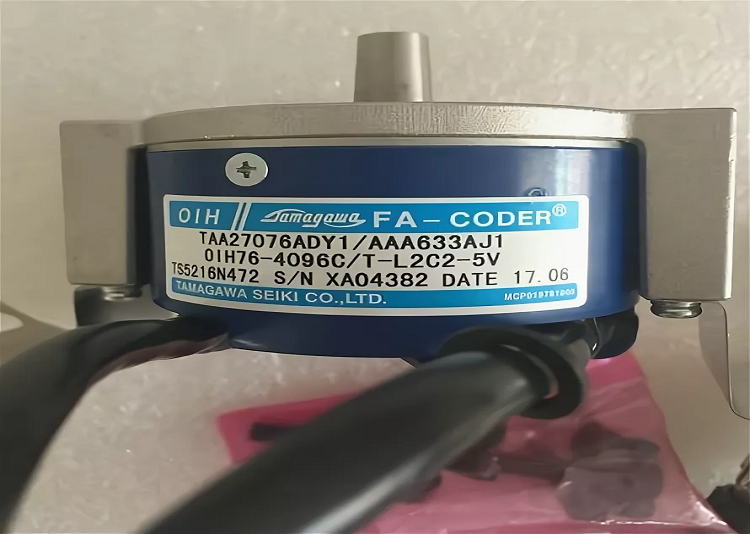 OIH Tamagawa FA-CODER®
TAA27076ADY1/AAA633AJ1
OIH76-4096C/T-L2C2-5V
TS5216N472 S/N XA04382 DATE 17.06
TAMAGAWA SEIKI CO.,LTD.